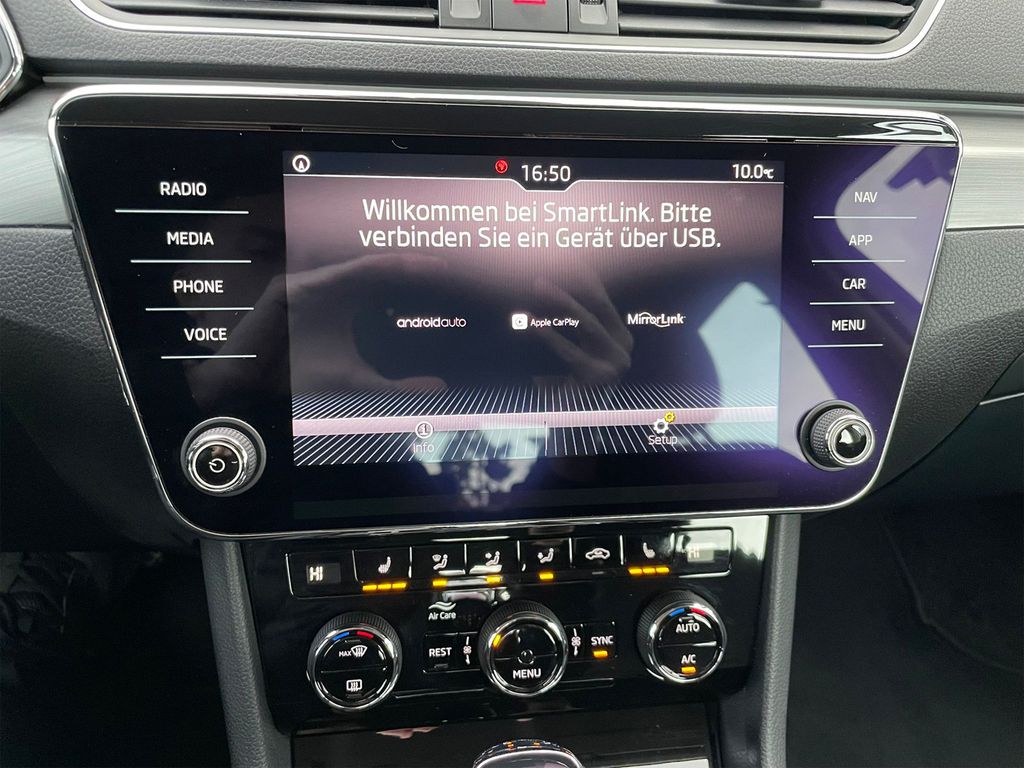 16:50
10.0°C
RADIO
MEDIA
PHONE
VOICE
Willkommen bei SmartLink. Bitte
verbinden Sie ein Gerät über USB.
androidauto
Apple CarPlay
MirrorLink
Info
Setup
NAV
APP
CAR
MENU
HI
HI
Air Care
MAX
REST
MENU
SYNC
AUTO
A/C